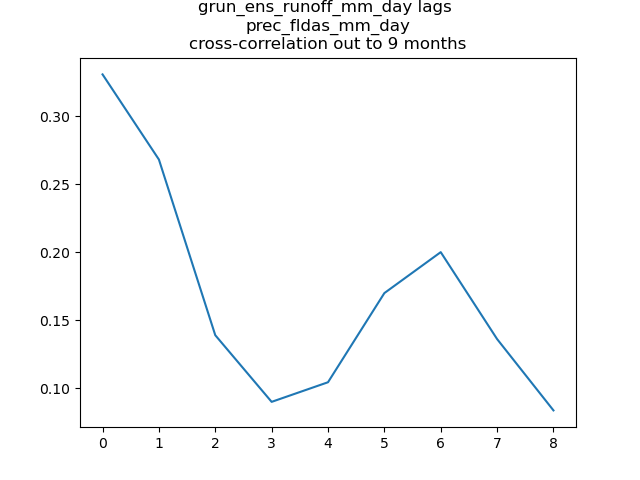 grun_ens_runoff_mm_day lags
prec_fldas_mm_day
cross-correlation out to 9 months
0.30
0.25
0.20
0.15
0.10
0 1 2 3 4 5 6 7 8